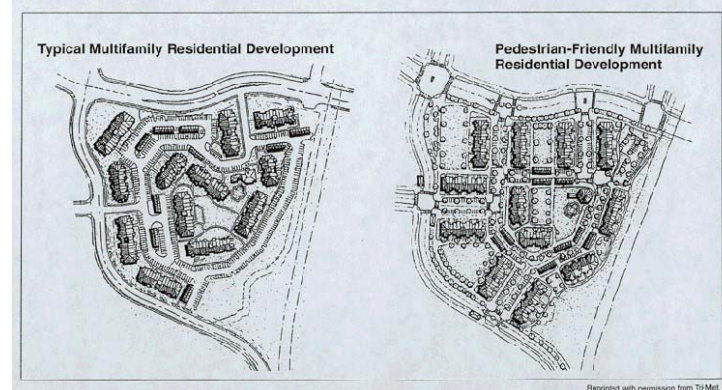 Typical Multifamily Residential Development
Pedestrian-Friendly Multifamily
Residential Development
Reprinted with permission from Tri-Met.